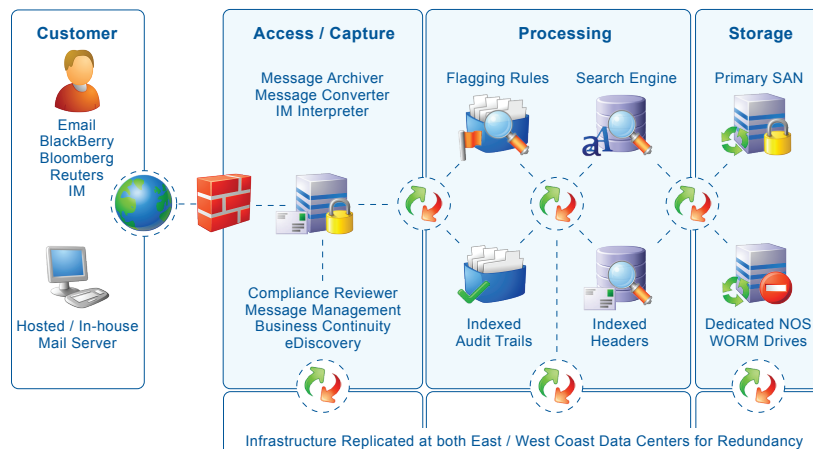 Customer
Email
BlackBerry
Bloomberg
Reuters
IM
Hosted / In-house
Mail Server
Access / Capture
Message Archiver
Message Converter
IM Interpreter
Compliance Reviewer
Message Management
Business Continuity
eDiscovery
Processing
Flagging Rules
Search Engine
aA
Indexed
Audit Trails
Indexed
Headers
Storage
Primary SAN
Dedicated NOS
WORM Drives
Infrastructure Replicated at both East / West Coast Data Centers for Redundancy